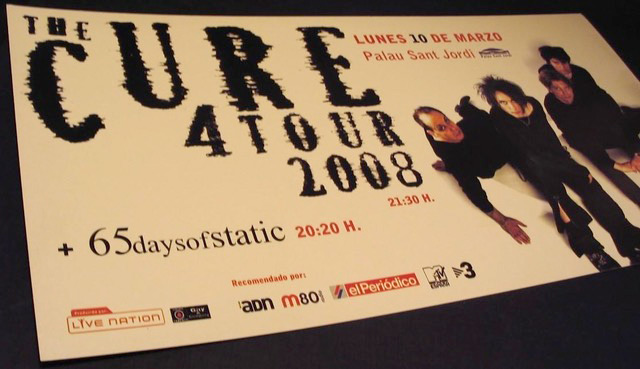 THE
CURE
4TOUR
2008
LUNES 10 DE MARZO
Palau Sant Jordi
21:30 H.
+ 65daysofstatic 20:20 H.
Recomendado por:
adn m80 elPeriódico MTV 3
LIVE NATION